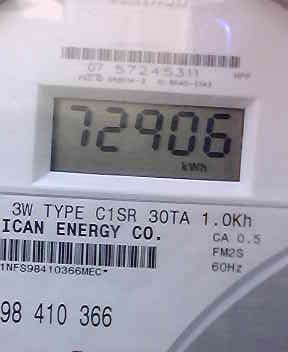 07 57245311
72906
kWh
3W TYPE C1SR 30TA 1.0Kh
ICAN ENERGY CO.
CA 0.5
FM2S
1NFS98410366MEC-
60Hz
98 410 366